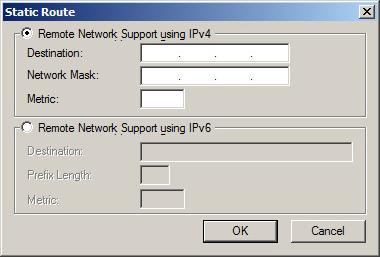 Static Route
Remote Network Support using IPv4
Destination:
Network Mask:
Metric:
Remote Network Support using IPv6
Destination:
Prefix Length:
Metric:
OK
Cancel